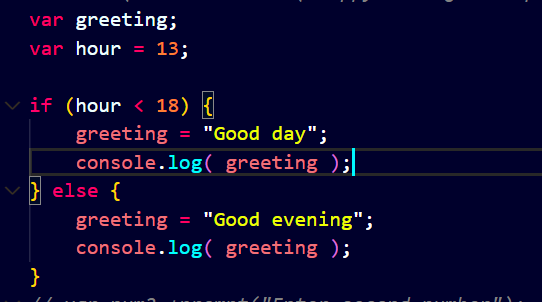 var greeting;
var hour = 13;
if (hour < 18) {
greeting = "Good day";
console.log( greeting );
} else {
greeting = "Good evening";
console.log( greeting );
}